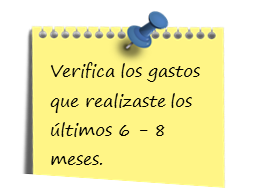 Verifica los gastos
que realizaste los
últimos 6 - 8
meses.